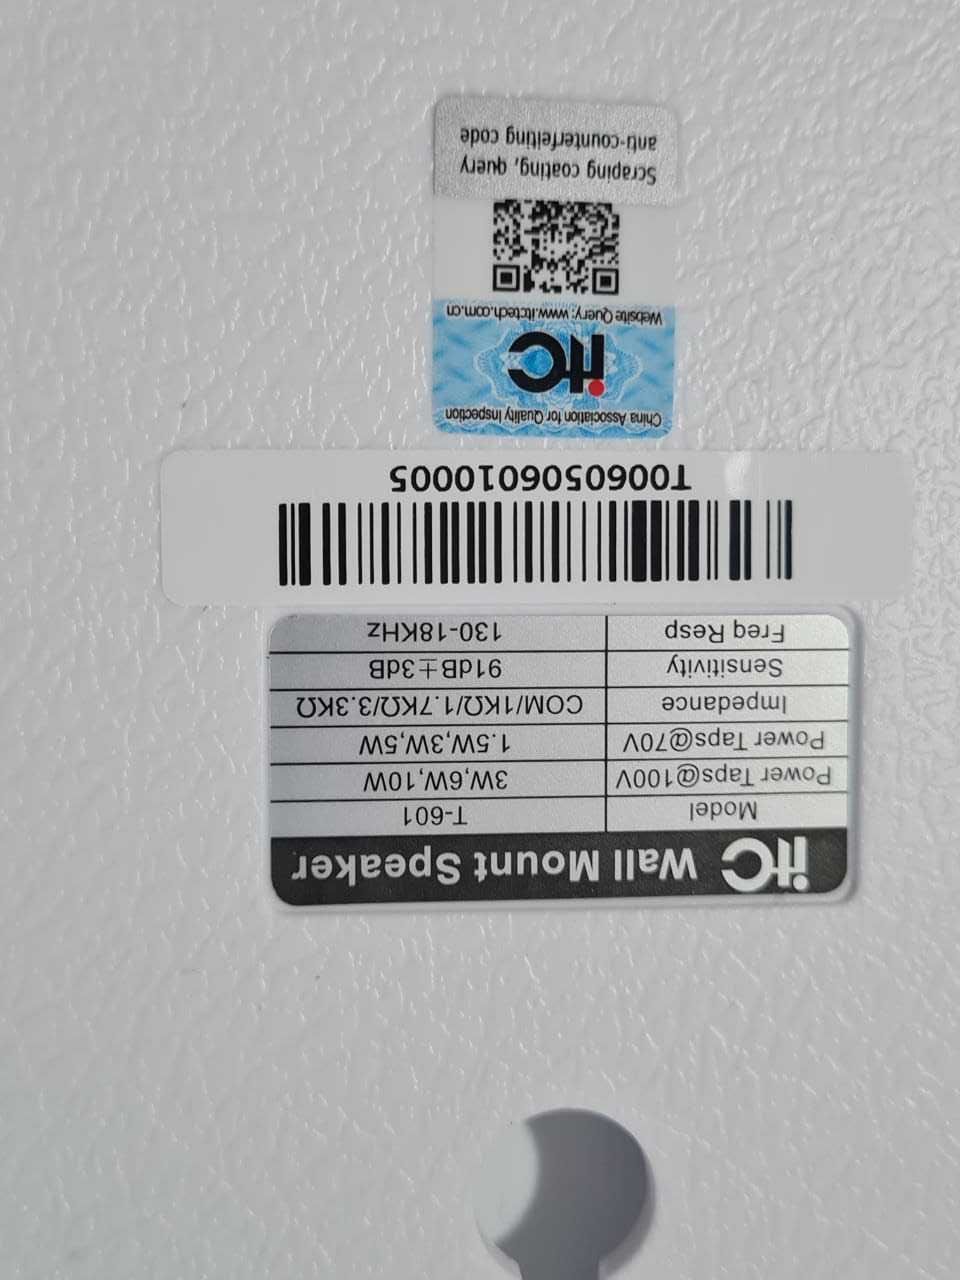 itc Wall Mount Speaker
Model T-601
Power Taps@100V 3W,6W,10W
Power Taps@70V 1.5W,3W,5W
Impedance COM/1KΩ/1.7KΩ/3.3KΩ
Sensitivity 91dB±3dB
Freq Resp 130-18KHz
T0060506010005
China Association for Quality Inspection
itc
Website Query: www.itctech.com.cn
Scraping coating, query
anti-counterfeiting code